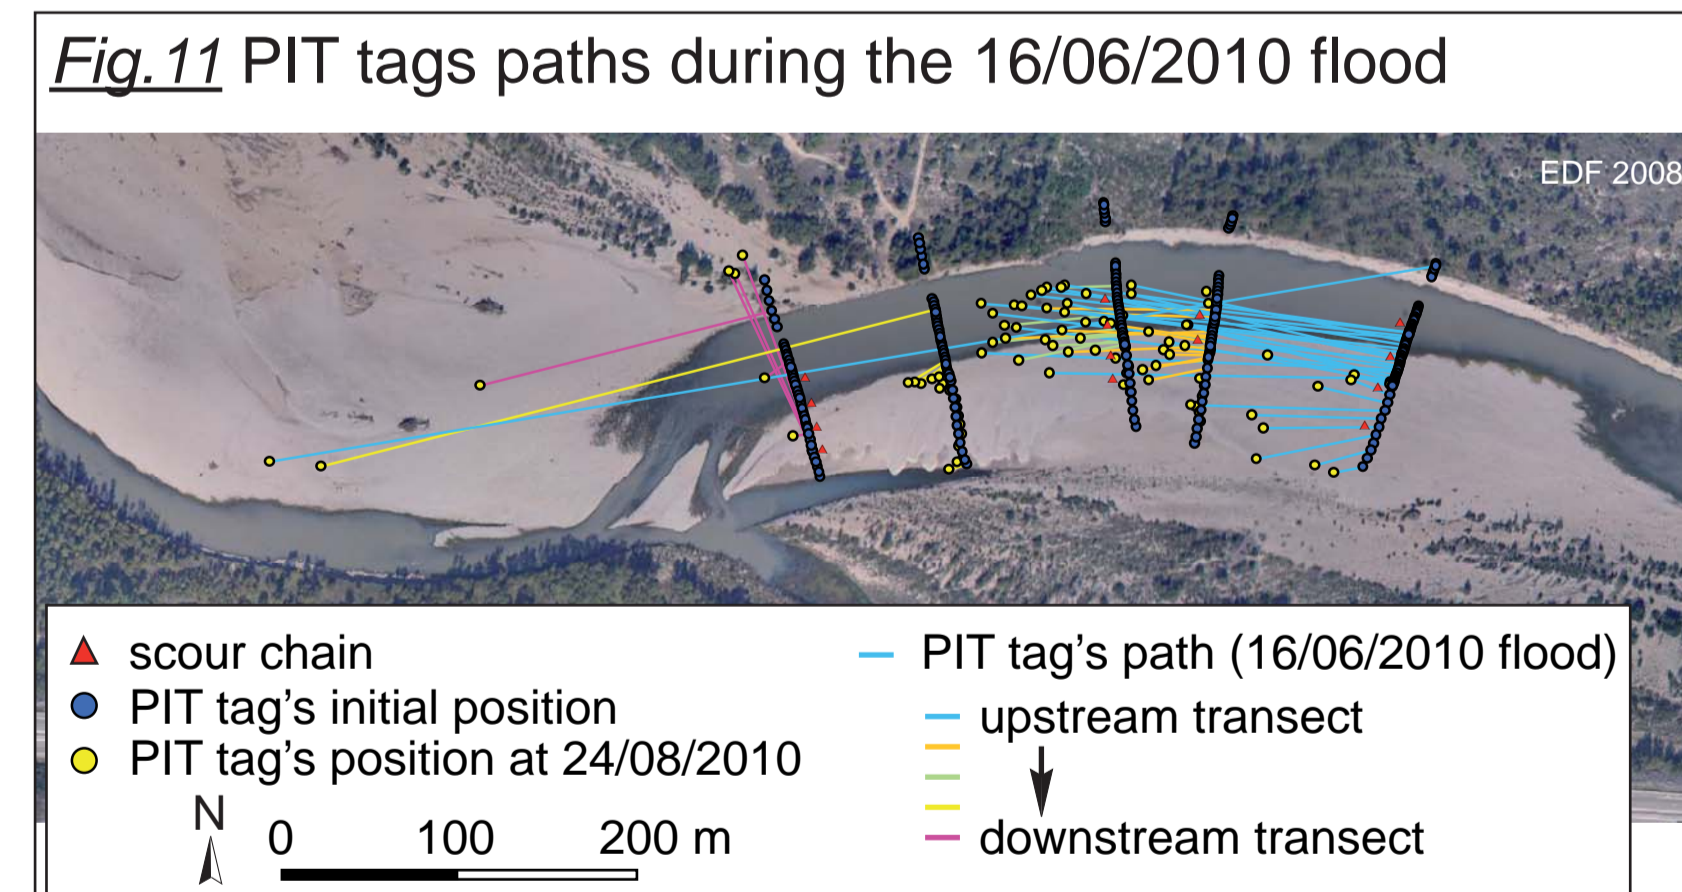 Fig.11 PIT tags paths during the 16/06/2010 flood
EDF 2008
scour chain
PIT tag's initial position
PIT tag's position at 24/08/2010
N
0 100 200 m
PIT tag's path (16/06/2010 flood)
upstream transect
downstream transect